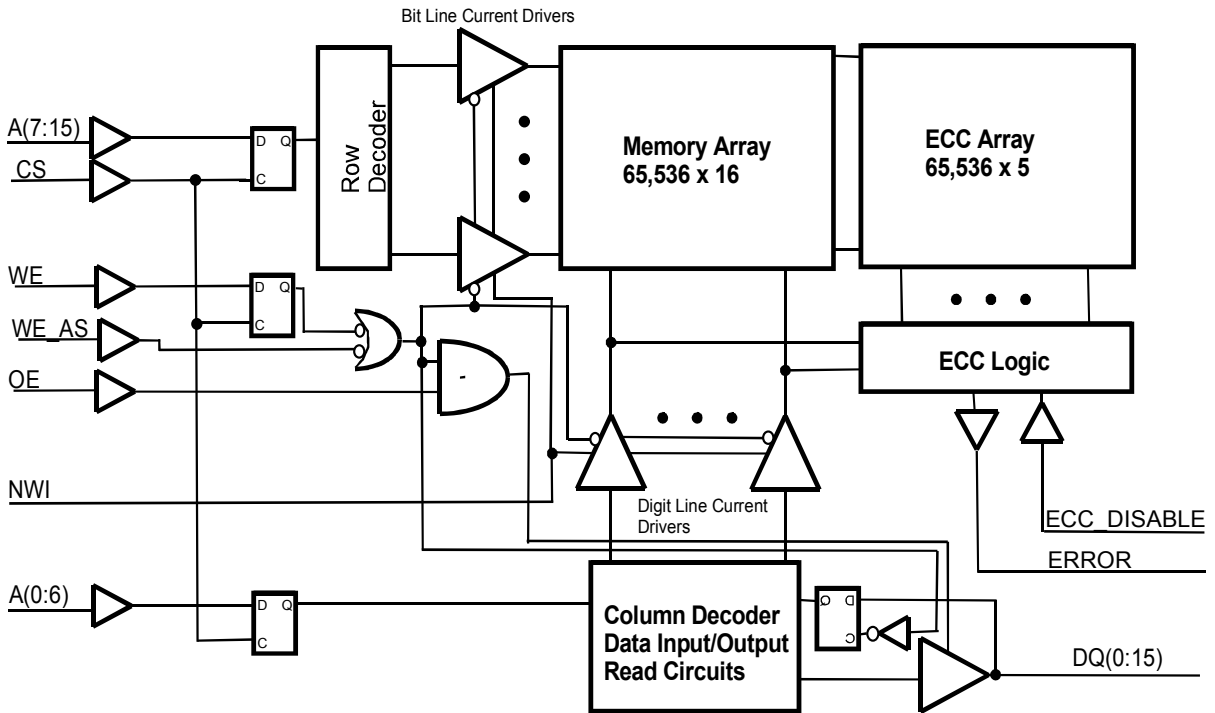 Bit Line Current Drivers
A(7:15)
CS
D Q
C
Row
Decoder
Memory Array
65,536 x 16
ECC Array
65,536 x 5
WE
D Q
C
WE_AS
OE
-
ECC Logic
NWI
Digit Line Current
Drivers
ECC_DISABLE
ERROR
A(0:6)
D Q
C
Column Decoder
Data Input/Output
Read Circuits
Q D
C
DQ(0:15)